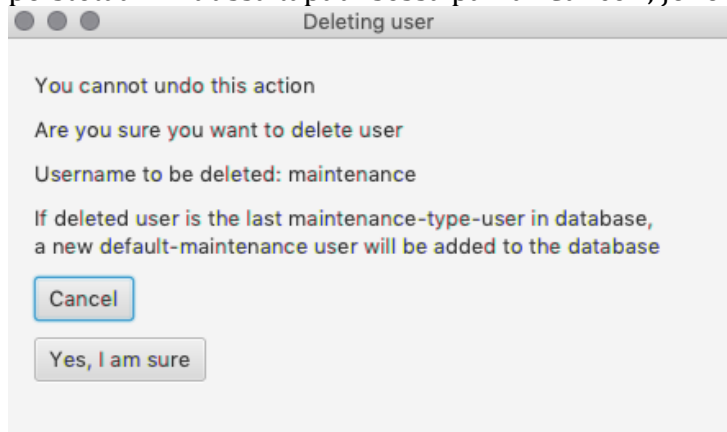 Deleting user
You cannot undo this action
Are you sure you want to delete user
Username to be deleted: maintenance
If deleted user is the last maintenance-type-user in database,
a new default-maintenance user will be added to the database
Cancel
Yes, I am sure